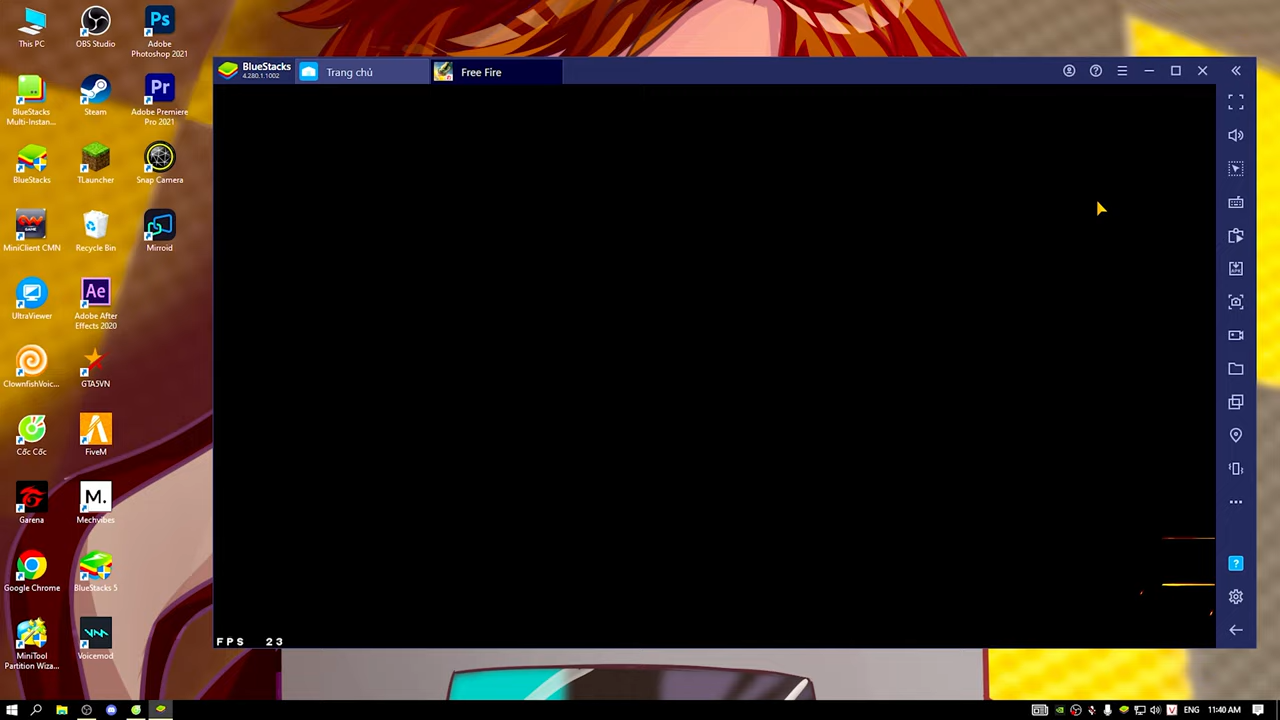 This PC
OBS Studio
Adobe
Photoshop 2021
BlueStacks
Multi-Instan...
Steam
Adobe Premiere
Pro 2021
BlueStacks
TLauncher
Snap Camera
MiniClient CMN
Recycle Bin
Mirroid
UltraViewer
Adobe After
Effects 2020
ClownfishVoic...
GTA5VN
Cốc Cốc
FiveM
Garena
Mechvibes
Google Chrome
BlueStacks 5
MiniTool
Partition Wiza...
Voicemod
Ps
Pr
Ae
M.
BlueStacks
4.280.1.1002
Trang chủ
Free Fire
FPS 23
V
ENG
11:40 AM